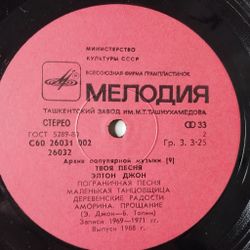 МИНИСТЕРСТВО
КУЛЬТУРЫ СССР
ВСЕСОЮЗНАЯ ФИРМА ГРАМПЛАСТИНОК
МЕЛОДИЯ
ТАШКЕНТСКИЙ ЗАВОД ИМ. М.Т. ТАШМУХАМЕДОВА
СТЕРЕО 33
ГОСТ 5289-88 2
С60 26031 002 Гр. 3. 3-25
26032
Архив популярной музыки (9)
ТВОЯ ПЕСНЯ
ЭЛТОН ДЖОН
ПОГРАНИЧНАЯ ПЕСНЯ
МАЛЕНЬКАЯ ТАНЦОВЩИЦА
ДЕРЕВЕНСКИЕ РАДОСТИ
АМОРИНА. ПРОЩАНИЕ
(Э. Джон—Б. Топин)
Записи 1969—1971 гг.
Выпуск 1988 г.